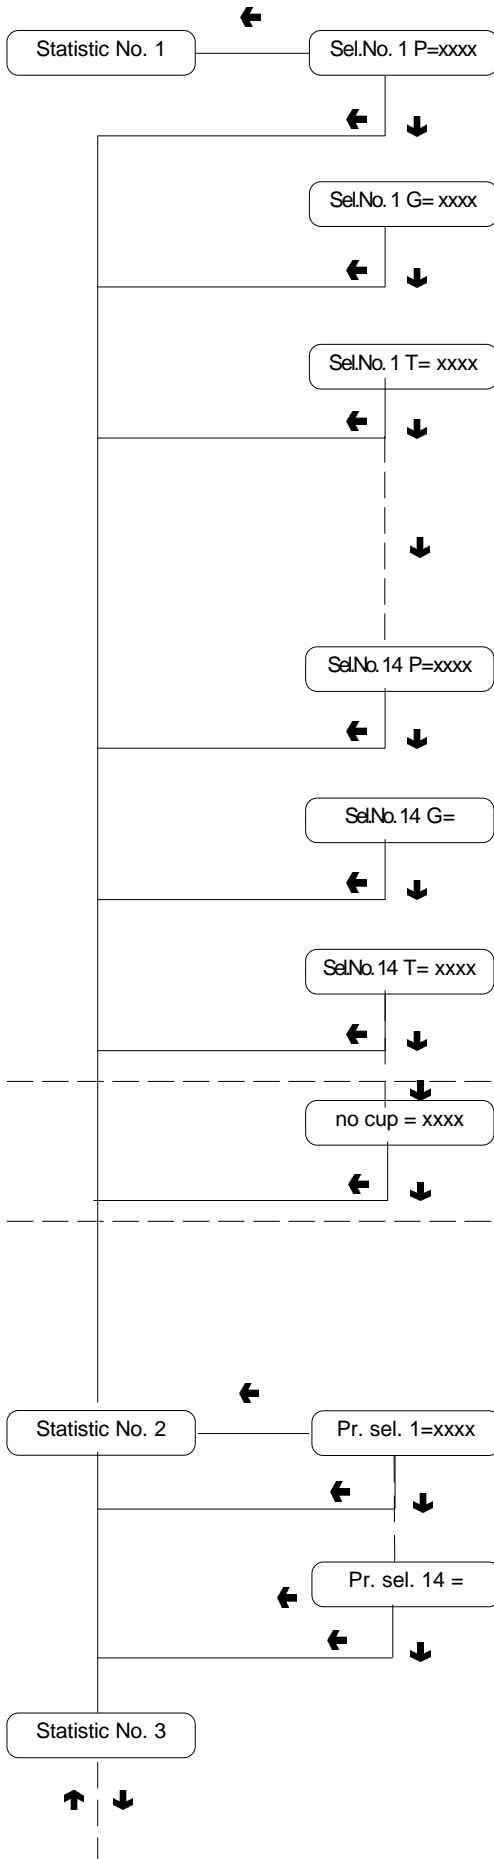 Statistic No. 1
Sel.No. 1 P=xxxx
Sel.No. 1 G= xxxx
Sel.No. 1 T= xxxx
Sel.No. 14 P=xxxx
Sel.No. 14 G=
Sel.No. 14 T= xxxx
no cup = xxxx
Statistic No. 2
Pr. sel. 1=xxxx
Pr. sel. 14 =
Statistic No. 3